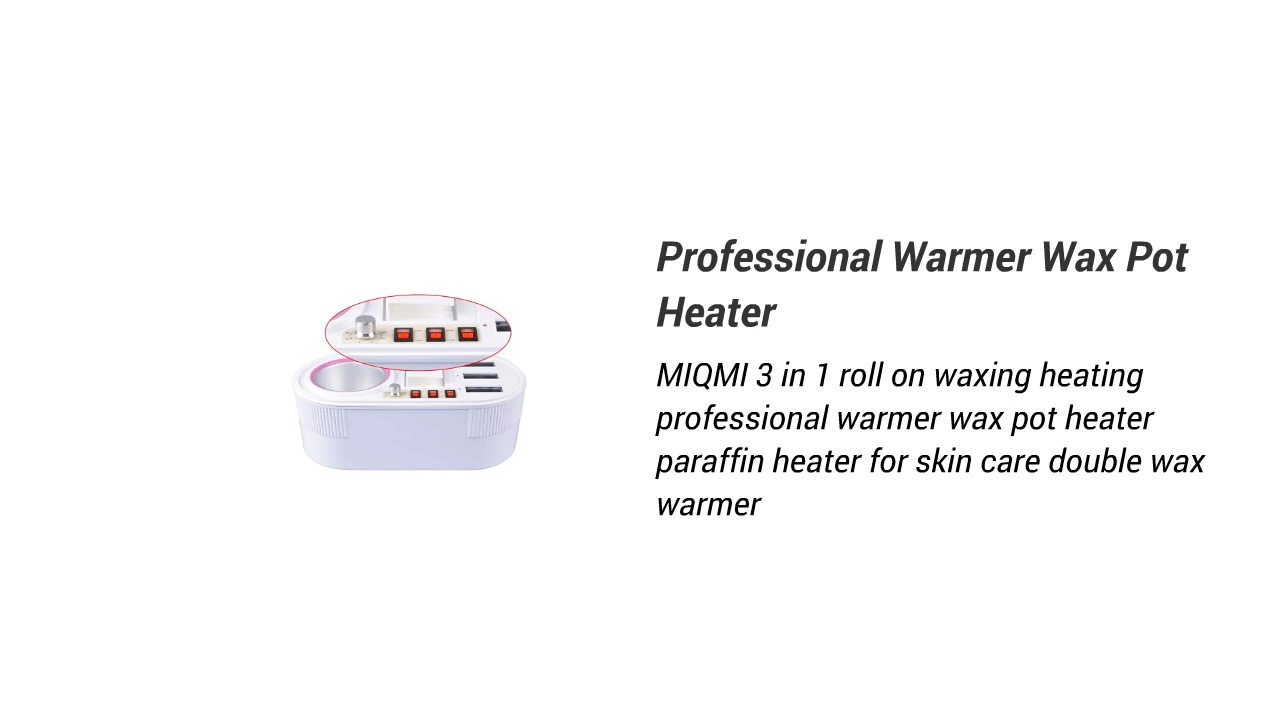 Professional Warmer Wax Pot
Heater
MIQMI 3 in 1 roll on waxing heating
professional warmer wax pot heater
paraffin heater for skin care double wax
warmer